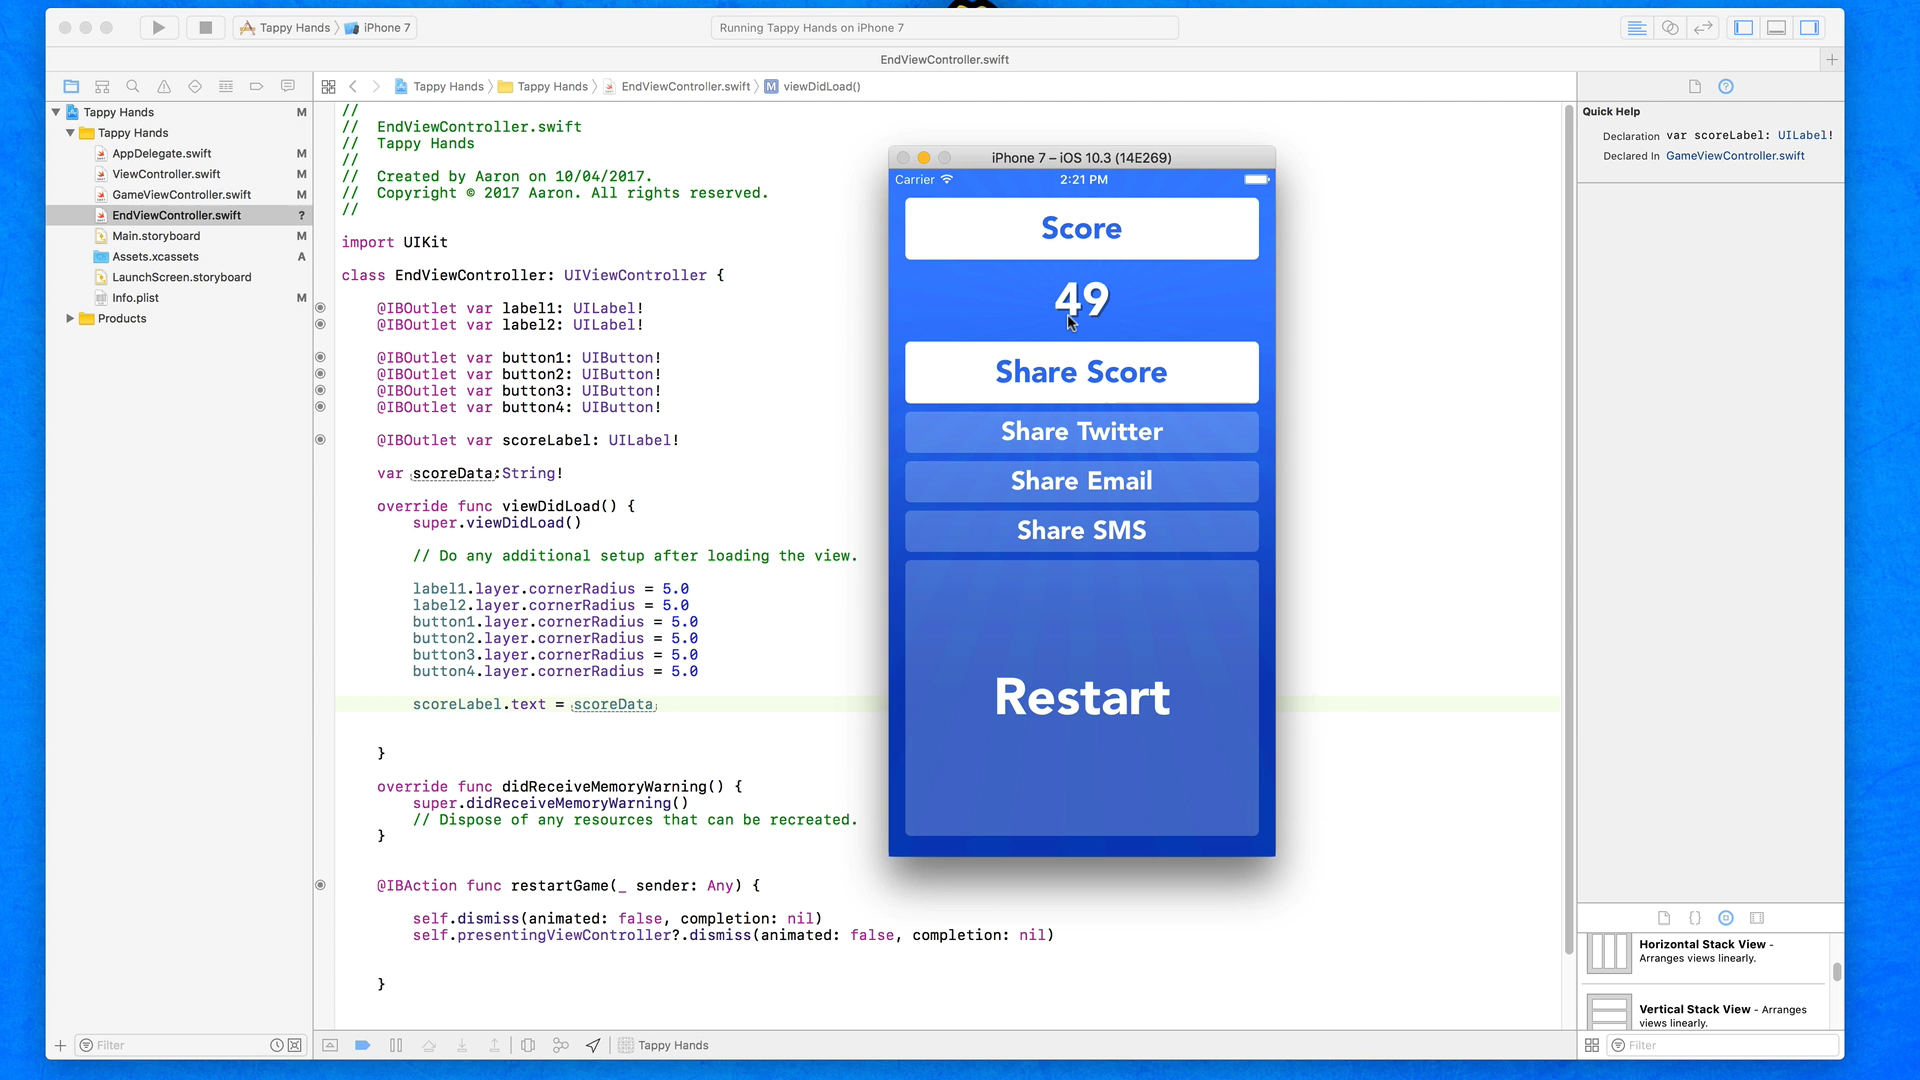 Tappy Hands
iPhone 7
Running Tappy Hands on iPhone 7
EndViewController.swift
Tappy Hands
Tappy Hands
EndViewController.swift
M
viewDidLoad()
Tappy Hands
M
Tappy Hands
AppDelegate.swift
M
ViewController.swift
M
GameViewController.swift
M
EndViewController.swift
?
Main.storyboard
M
Assets.xcassets
A
LaunchScreen.storyboard
Info.plist
M
Products
Filter
//
//  EndViewController.swift
//  Tappy Hands
//
//  Created by Aaron on 10/04/2017.
//  Copyright © 2017 Aaron. All rights reserved.
//
import UIKit
class EndViewController: UIViewController {
@IBOutlet var label1: UILabel!
@IBOutlet var label2: UILabel!
@IBOutlet var button1: UIButton!
@IBOutlet var button2: UIButton!
@IBOutlet var button3: UIButton!
@IBOutlet var button4: UIButton!
@IBOutlet var scoreLabel: UILabel!
var scoreData:String!
override func viewDidLoad() {
super.viewDidLoad()
// Do any additional setup after loading the view.
label1.layer.cornerRadius = 5.0
label2.layer.cornerRadius = 5.0
button1.layer.cornerRadius = 5.0
button2.layer.cornerRadius = 5.0
button3.layer.cornerRadius = 5.0
button4.layer.cornerRadius = 5.0
scoreLabel.text = scoreData
}
override func didReceiveMemoryWarning() {
super.didReceiveMemoryWarning()
// Dispose of any resources that can be recreated.
}
@IBAction func restartGame(_ sender: Any) {
self.dismiss(animated: false, completion: nil)
self.presentingViewController?.dismiss(animated: false, completion: nil)
}
Tappy Hands
iPhone 7 – iOS 10.3 (14E269)
Carrier
2:21 PM
Score
49
Share Score
Share Twitter
Share Email
Share SMS
Restart
Quick Help
Declaration var scoreLabel: UILabel!
Declared In GameViewController.swift
Horizontal Stack View -
Arranges views linearly.
Vertical Stack View - Arranges
views linearly.
Filter